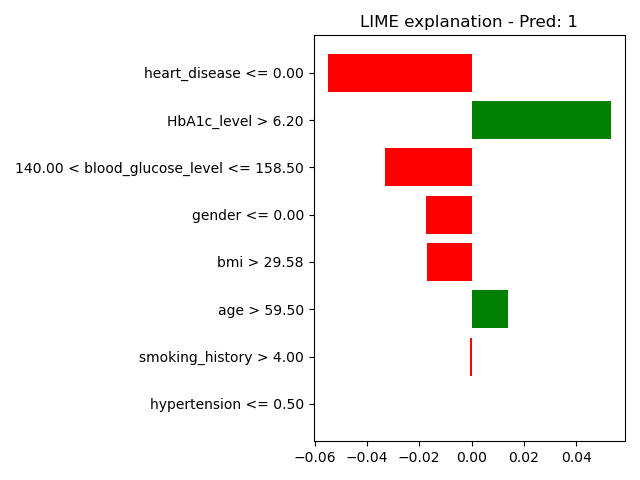 LIME explanation - Pred: 1
heart_disease <= 0.00
HbA1c_level > 6.20
140.00 < blood_glucose_level <= 158.50
gender <= 0.00
bmi > 29.58
age > 59.50
smoking_history > 4.00
hypertension <= 0.50
−0.06 −0.04 −0.02 0.00 0.02 0.04